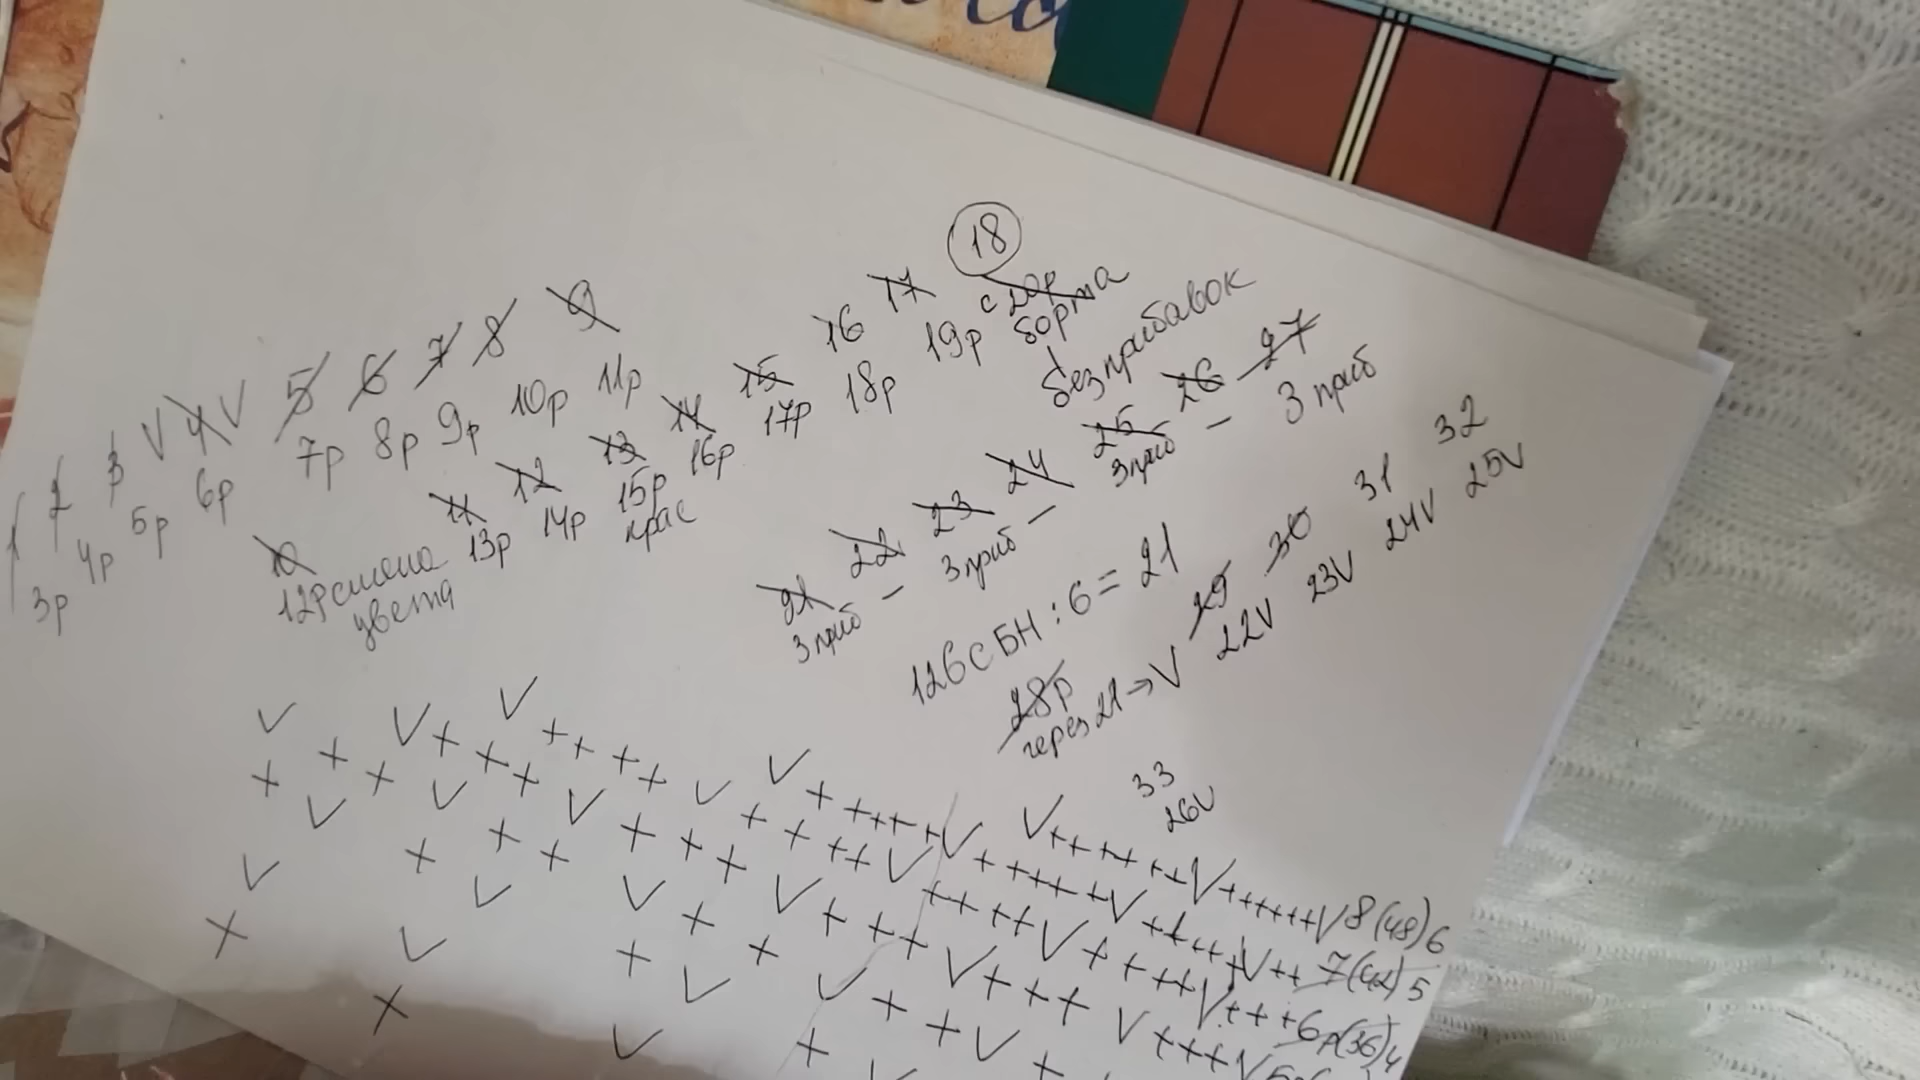 1 2 3 V 4 V 5 6 7 8 9
3р 4р 5р 6р 7р 8р 9р 10р 11р
10 11 12 13 14 15 16 17 18
12р смена цвета 13р 14р 15р крас 16р 17р 18р 19р с 20р борта
без прибавок
21 22 23 24 25 26 27
3 приб – 3 приб – 3 приб – 3 приб
126 СБН : 6 = 21
28р 29 30 31 32
через 21 → V 22V 23V 24V 25V
33
26V
V + + + + + + V + + + + + + V 8 (48) 6
7 (42) 5
6р (36) 4